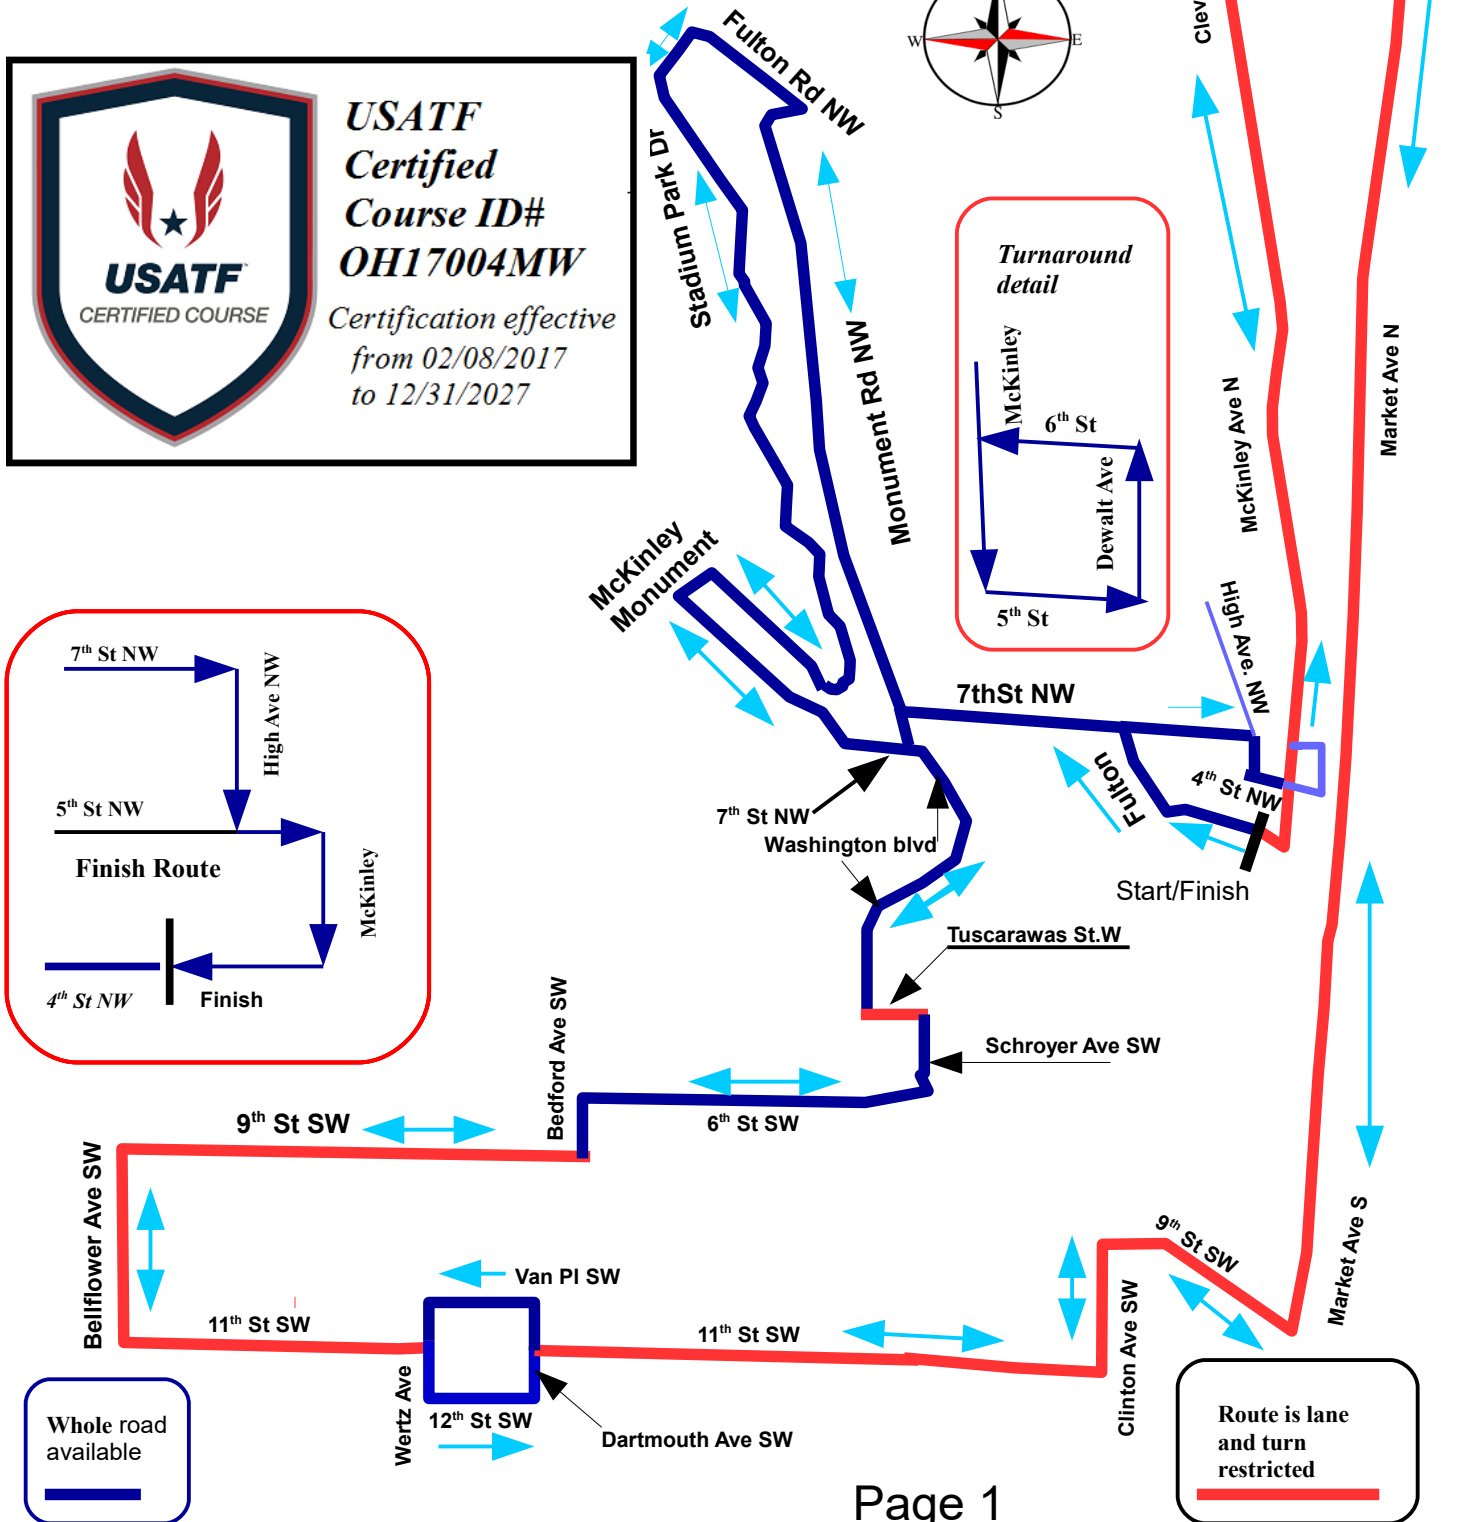 USATF
Certified
Course ID#
OH17004MW
Certification effective
from 02/08/2017
to 12/31/2027
USATF
CERTIFIED COURSE
Fulton Rd NW
Stadium Park Dr
Monument Rd NW
W
E
S
Clev
Turnaround
detail
McKinley
6th St
Dewalt Ave
5th St
McKinley Ave N
Market Ave N
McKinley
Monument
High Ave. NW
7thSt NW
Fulton
4th St NW
Start/Finish
7th St NW
Washington blvd
Tuscarawas St.W
Schroyer Ave SW
7th St NW
High Ave NW
5th St NW
Finish Route
McKinley
4th St NW
Finish
Bedford Ave SW
6th St SW
9th St SW
Bellflower Ave SW
11th St SW
Van Pl SW
Wertz Ave
12th St SW
Dartmouth Ave SW
11th St SW
Clinton Ave SW
9th St SW
Market Ave S
Whole road
available
Route is lane
and turn
restricted
Page 1